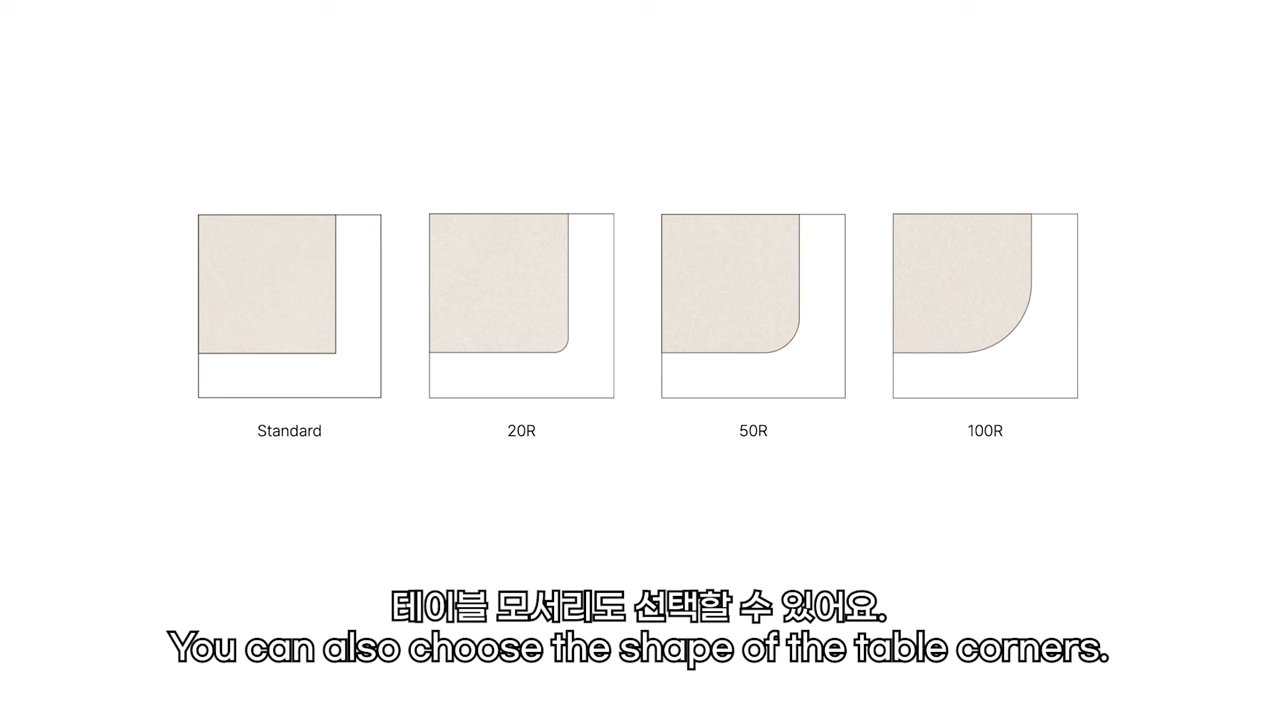 Standard
20R
50R
100R
테이블 모서리도 선택할 수 있어요.
You can also choose the shape of the table corners.